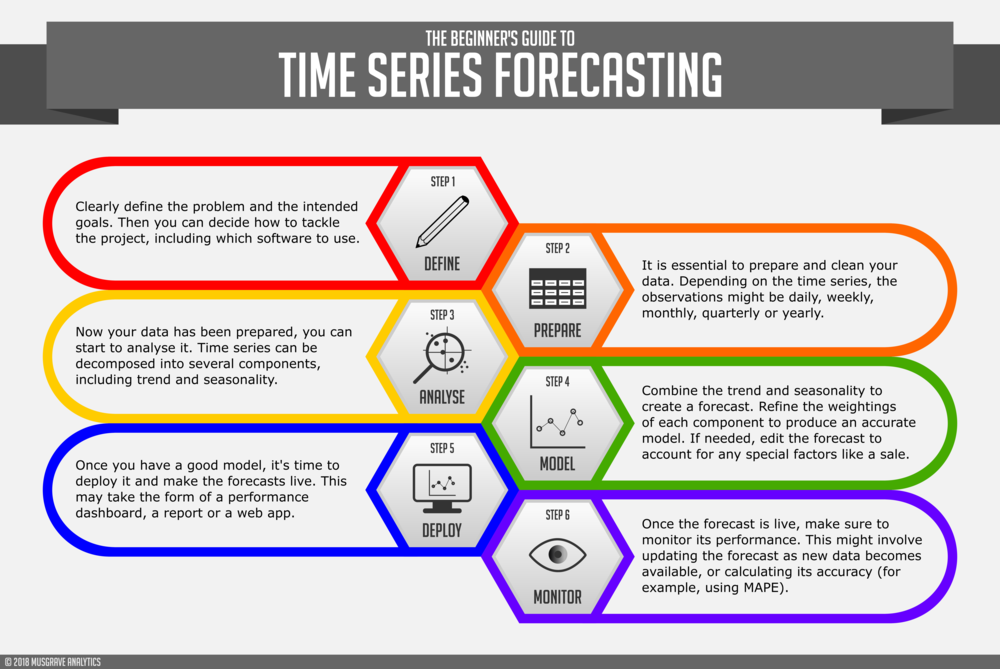 THE BEGINNER'S GUIDE TO
TIME SERIES FORECASTING
STEP 1
DEFINE
Clearly define the problem and the intended
goals. Then you can decide how to tackle
the project, including which software to use.
STEP 2
PREPARE
It is essential to prepare and clean your
data. Depending on the time series, the
observations might be daily, weekly,
monthly, quarterly or yearly.
STEP 3
ANALYSE
Now your data has been prepared, you can
start to analyse it. Time series can be
decomposed into several components,
including trend and seasonality.
STEP 4
MODEL
Combine the trend and seasonality to
create a forecast. Refine the weightings
of each component to produce an accurate
model. If needed, edit the forecast to
account for any special factors like a sale.
STEP 5
DEPLOY
Once you have a good model, it's time to
deploy it and make the forecasts live. This
may take the form of a performance
dashboard, a report or a web app.
STEP 6
MONITOR
Once the forecast is live, make sure to
monitor its performance. This might involve
updating the forecast as new data becomes
available, or calculating its accuracy (for
example, using MAPE).
© 2018 MUSGRAVE ANALYTICS